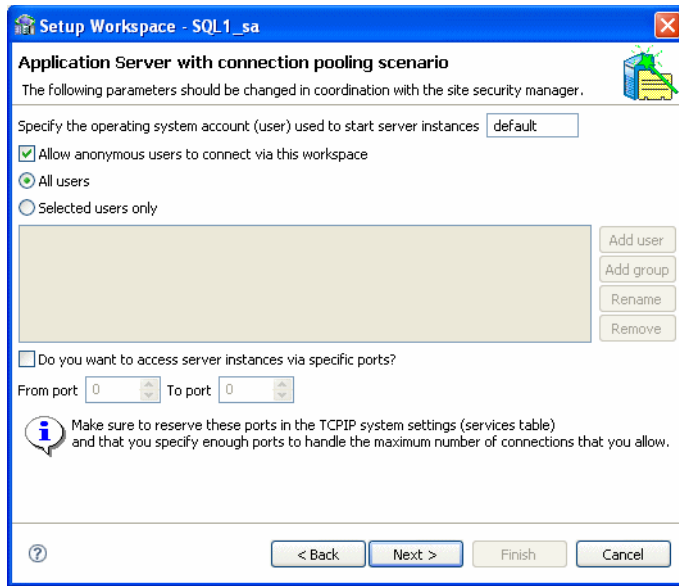 Setup Workspace - SQL1_sa
Application Server with connection pooling scenario
The following parameters should be changed in coordination with the site security manager.
Specify the operating system account (user) used to start server instances default
Allow anonymous users to connect via this workspace
All users
Selected users only
Add user
Add group
Rename
Remove
Do you want to access server instances via specific ports?
From port 0 To port 0
Make sure to reserve these ports in the TCPIP system settings (services table)
and that you specify enough ports to handle the maximum number of connections that you allow.
< Back Next > Finish Cancel